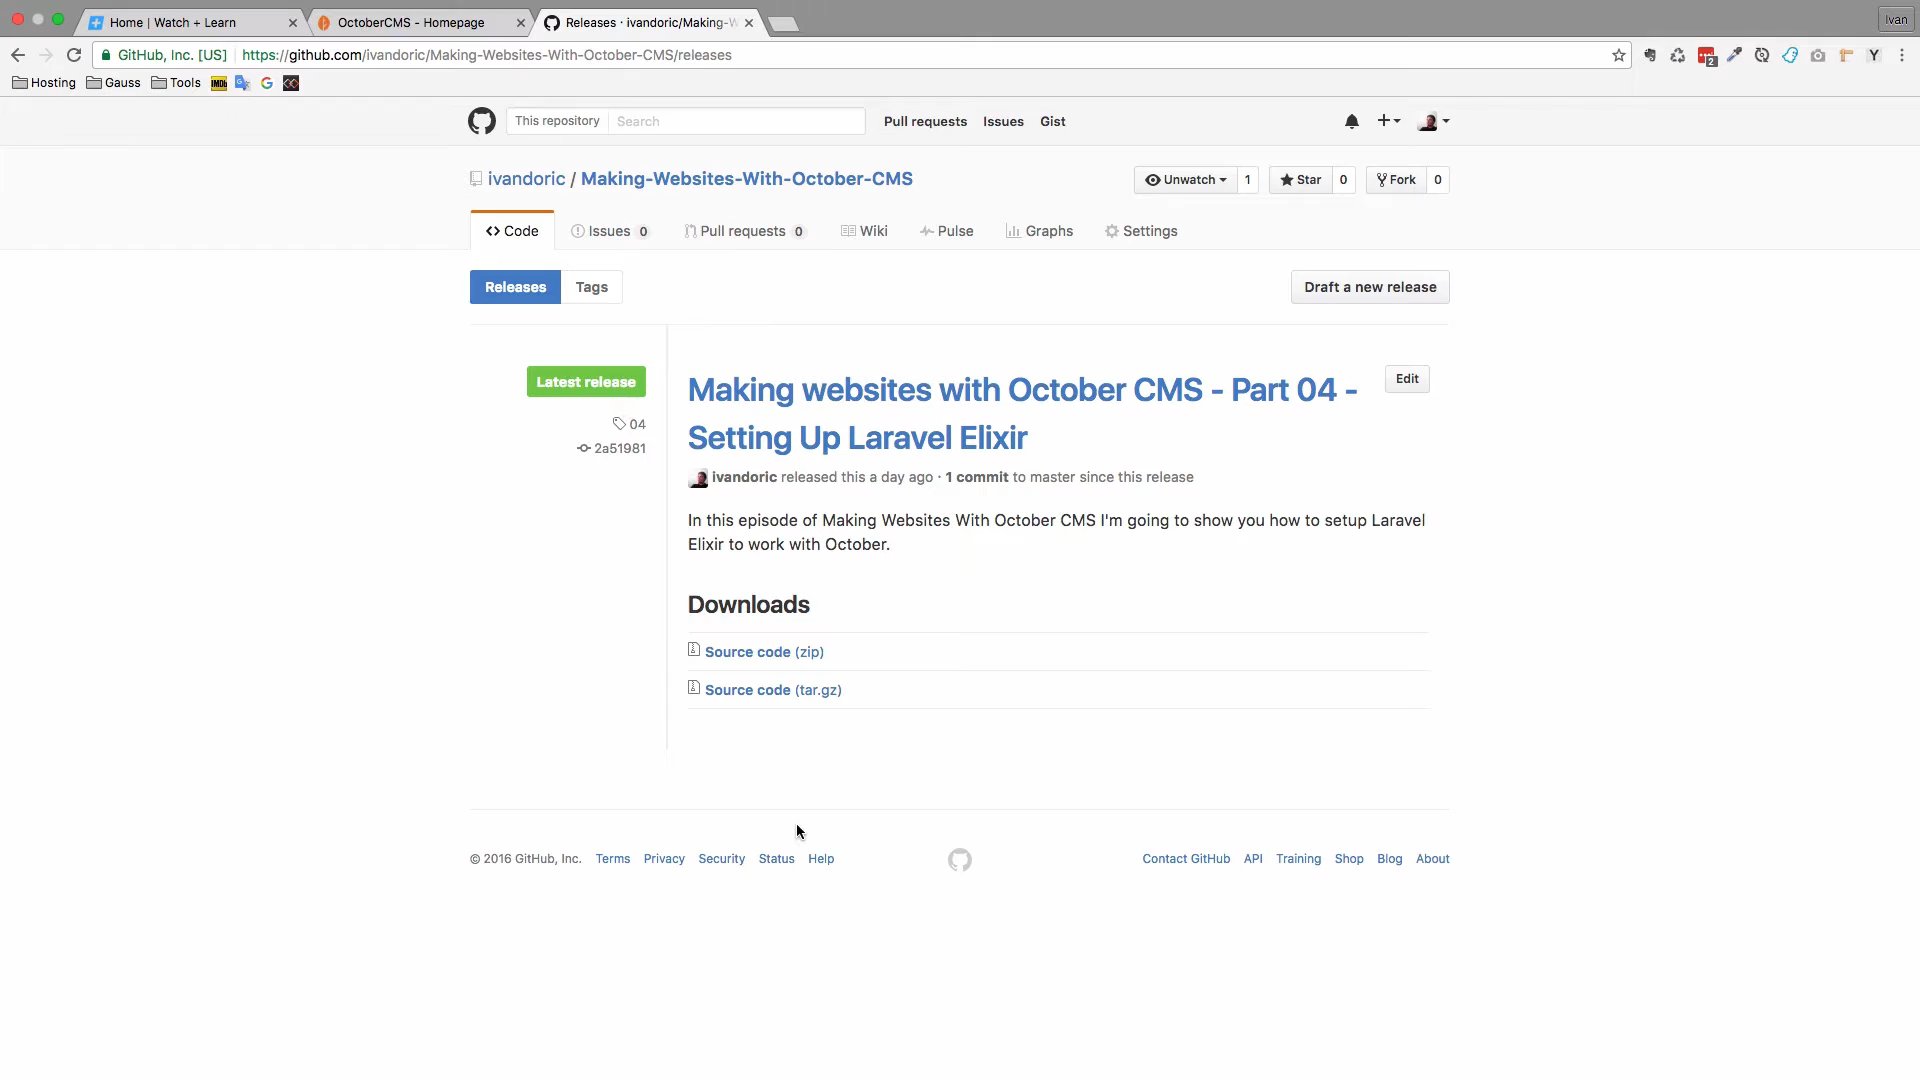 Home | Watch + Learn
OctoberCMS - Homepage
Releases · ivandoric/Making-W
Ivan
GitHub, Inc. [US]
https://github.com/ivandoric/Making-Websites-With-October-CMS/releases
2
Y
Hosting
Gauss
Tools
IMDb
G
This repository
Search
Pull requests
Issues
Gist
ivandoric / Making-Websites-With-October-CMS
Unwatch 1
Star 0
Fork 0
Code
Issues 0
Pull requests 0
Wiki
Pulse
Graphs
Settings
Releases
Tags
Draft a new release
Latest release
04
2a51981
Making websites with October CMS - Part 04 -
Setting Up Laravel Elixir
Edit
ivandoric released this a day ago · 1 commit to master since this release
In this episode of Making Websites With October CMS I'm going to show you how to setup Laravel
Elixir to work with October.
Downloads
Source code (zip)
Source code (tar.gz)
© 2016 GitHub, Inc. Terms Privacy Security Status Help
Contact GitHub API Training Shop Blog About